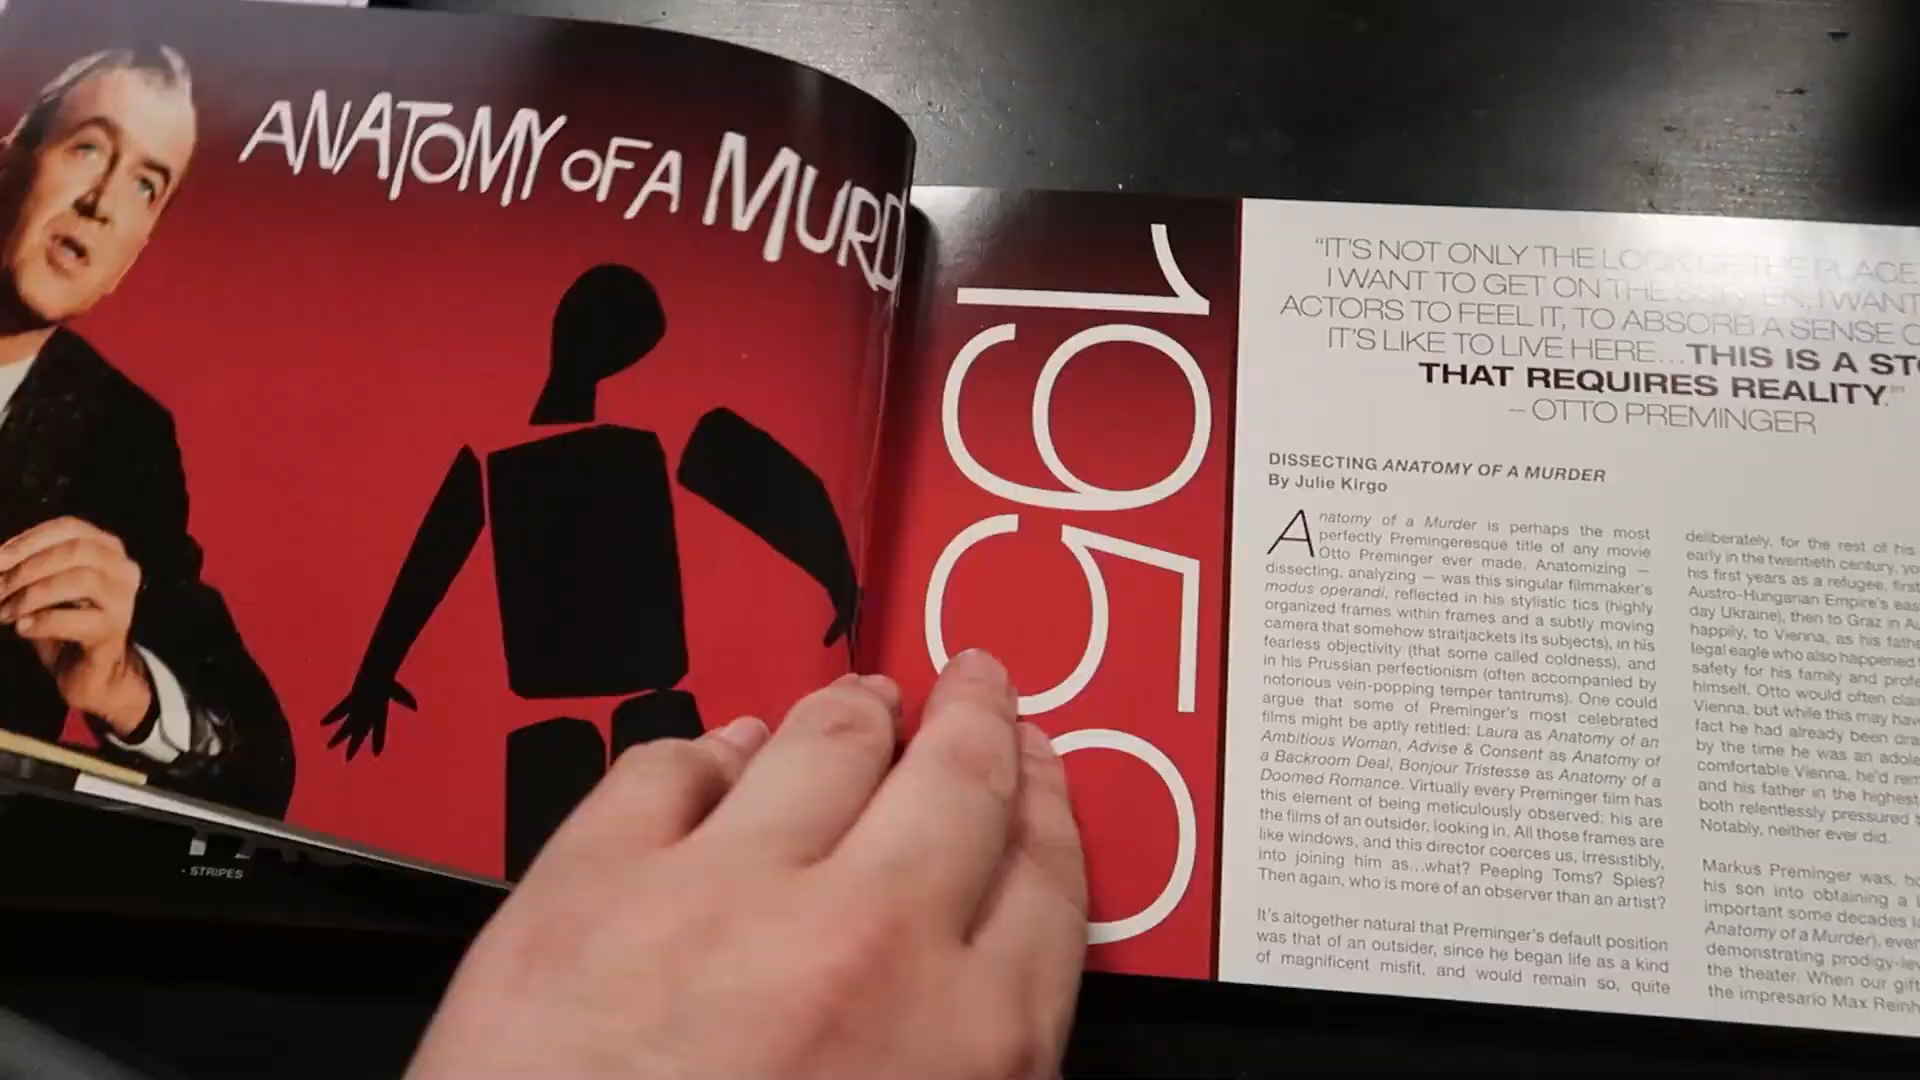 ANATOMY OF A MURD
- STRIPES
1959
"IT'S NOT ONLY THE LOOK OF THE PLACE
I WANT TO GET ON THE SCREEN, I WANT
ACTORS TO FEEL IT, TO ABSORB A SENSE O
IT'S LIKE TO LIVE HERE...THIS IS A STO
THAT REQUIRES REALITY."
– OTTO PREMINGER
DISSECTING ANATOMY OF A MURDER
By Julie Kirgo
Anatomy of a Murder is perhaps the most
perfectly Premingeresque title of any movie
Otto Preminger ever made. Anatomizing —
dissecting, analyzing — was this singular filmmaker's
modus operandi, reflected in his stylistic tics (highly
organized frames within frames and a subtly moving
camera that somehow straitjackets its subjects), in his
fearless objectivity (that some called coldness), and
in his Prussian perfectionism (often accompanied by
notorious vein-popping temper tantrums). One could
argue that some of Preminger's most celebrated
films might be aptly retitled: Laura as Anatomy of an
Ambitious Woman, Advise & Consent as Anatomy of
a Backroom Deal, Bonjour Tristesse as Anatomy of a
Doomed Romance. Virtually every Preminger film has
this element of being meticulously observed: his are
the films of an outsider, looking in. All those frames are
like windows, and this director coerces us, irresistibly,
into joining him as...what? Peeping Toms? Spies?
Then again, who is more of an observer than an artist?
It's altogether natural that Preminger's default position
was that of an outsider, since he began life as a kind
of magnificent misfit, and would remain so, quite
deliberately, for the rest of his
early in the twentieth century, yo
his first years as a refugee, first
Austro-Hungarian Empire's eas
day Ukraine), then to Graz in Au
happily, to Vienna, as his fathe
legal eagle who also happened
safety for his family and profe
himself. Otto would often clai
Vienna, but while this may have
fact he had already been dra
by the time he was an adole
comfortable Vienna, he'd rem
and his father in the highest
both relentlessly pressured t
Notably, neither ever did.
Markus Preminger was, ho
his son into obtaining a l
important some decades l
Anatomy of a Murder), ever
demonstrating prodigy-lev
the theater. When our gift
the impresario Max Reinh